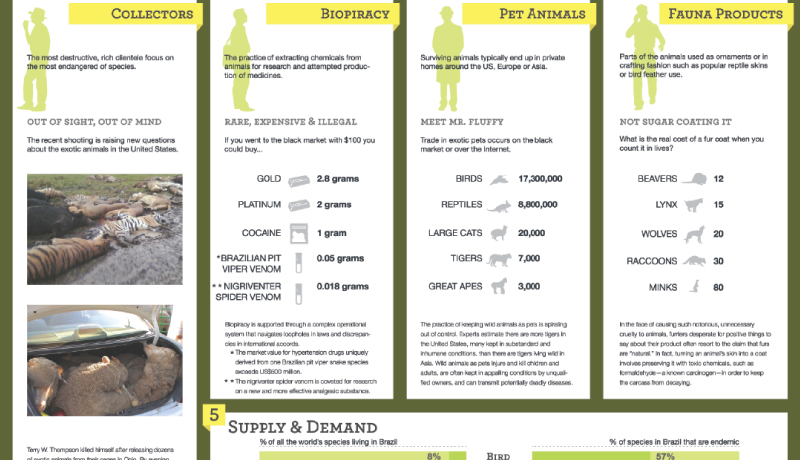 COLLECTORS
The most destructive, rich clientele focus on
the most endangered of species.
OUT OF SIGHT, OUT OF MIND
The recent shooting is raising new questions
about the exotic animals in the United States.
Terry W. Thompson killed himself after releasing dozens
of exotic animals from their cages in Ohio. By evening
BIOPIRACY
The practice of extracting chemicals from
animals for research and attempted produc-
tion of medicines.
RARE, EXPENSIVE & ILLEGAL
If you went to the black market with $100 you
could buy...
GOLD 2.8 grams
PLATINUM 2 grams
COCAINE 1 gram
*BRAZILIAN PIT
VIPER VENOM 0.05 grams
**NIGRIVENTER
SPIDER VENOM 0.018 grams
Biopiracy is supported through a complex operational
system that navigates loopholes in laws and discrepan-
cies in international accords.
* The market value for hypertension drugs uniquely
derived from one Brazilian pit viper snake species
exceeds US$500 million.
** The nigriventer spider venom is coveted for research
on a new and more effective analgesic substance.
PET ANIMALS
Surviving animals typically end up in private
homes around the US, Europe or Asia.
MEET MR. FLUFFY
Trade in exotic pets occurs on the black
market or over the Internet.
BIRDS 17,300,000
REPTILES 8,800,000
LARGE CATS 20,000
TIGERS 7,000
GREAT APES 3,000
The practice of keeping wild animals as pets is spiraling
out of control. Experts estimate there are more tigers in
the United States, many kept in substandard and
inhumane conditions, then there are tigers living wild in
Asia. Wild animals as pets injure and kill children and
adults, are often kept in appalling conditions by unquali-
fied owners, and can transmit potentially deadly diseases.
FAUNA PRODUCTS
Parts of the animals used as ornaments or in
crafting fashion such as popular reptile skins
or bird feather use.
NOT SUGAR COATING IT
What is the real coat of a fur coat when you
count it in lives?
BEAVERS 12
LYNX 15
WOLVES 20
RACCOONS 30
MINKS 80
In the face of causing such notorious, unnecessary
cruelty to animals, furriers desperate for positive things to
say about their product often resort to the claim that furs
are "natural." In fact, turning an animal's skin into a coat
involves preserving it with toxic chemicals, such as
formaldehyde—a known carcinogen—in order to keep
the carcass from decaying.
5
SUPPLY & DEMAND
% of all the world's species living in Brazil
% of species in Brazil that are endemic
8% BIRD 57%